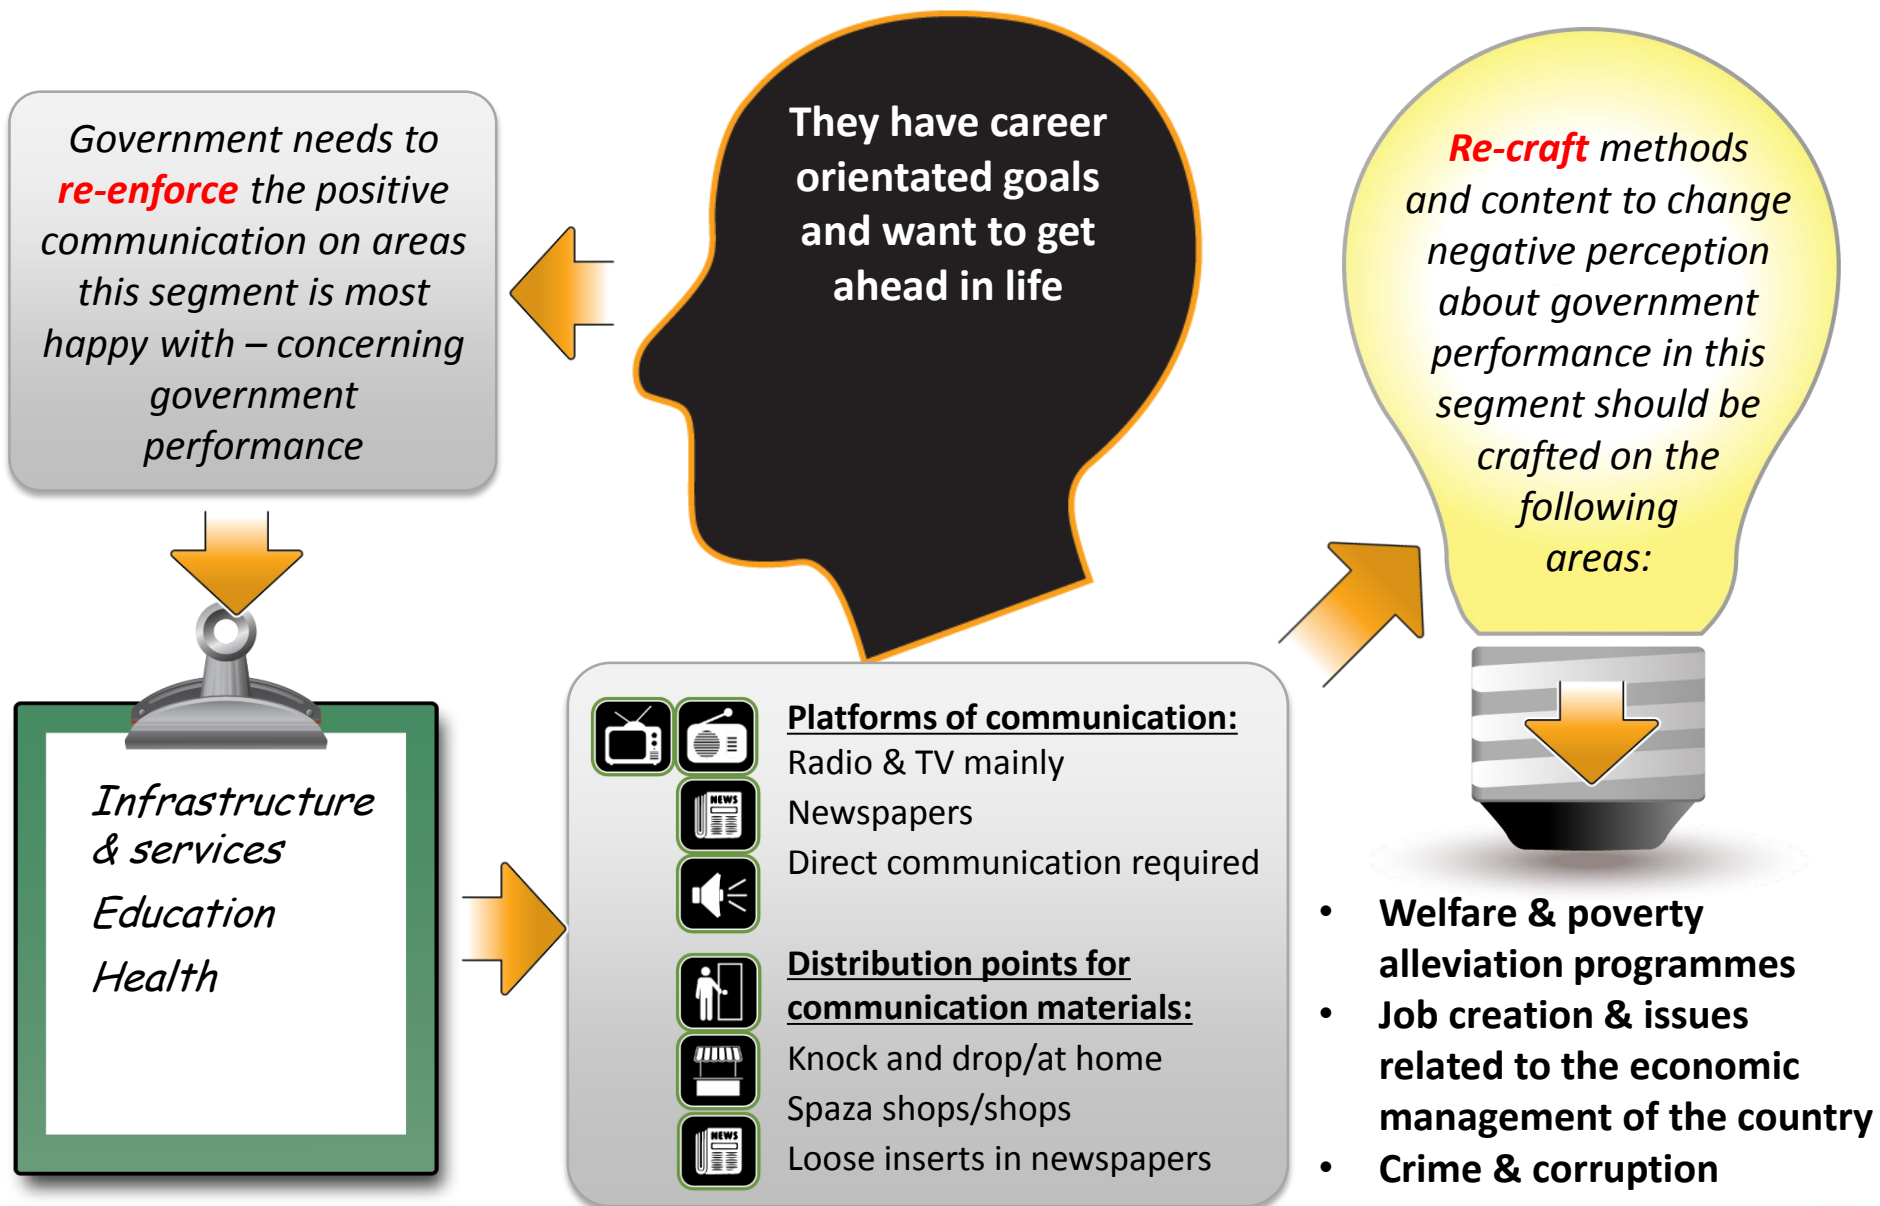 They have career
orientated goals
and want to get
ahead in life
Government needs to
re-enforce the positive
communication on areas
this segment is most
happy with – concerning
government
performance
Infrastructure
& services
Education
Health
Platforms of communication:
Radio & TV mainly
Newspapers
Direct communication required
Distribution points for
communication materials:
Knock and drop/at home
Spaza shops/shops
Loose inserts in newspapers
NEWS
NEWS
Re-craft methods
and content to change
negative perception
about government
performance in this
segment should be
crafted on the
following
areas:
• Welfare & poverty
alleviation programmes
• Job creation & issues
related to the economic
management of the country
• Crime & corruption